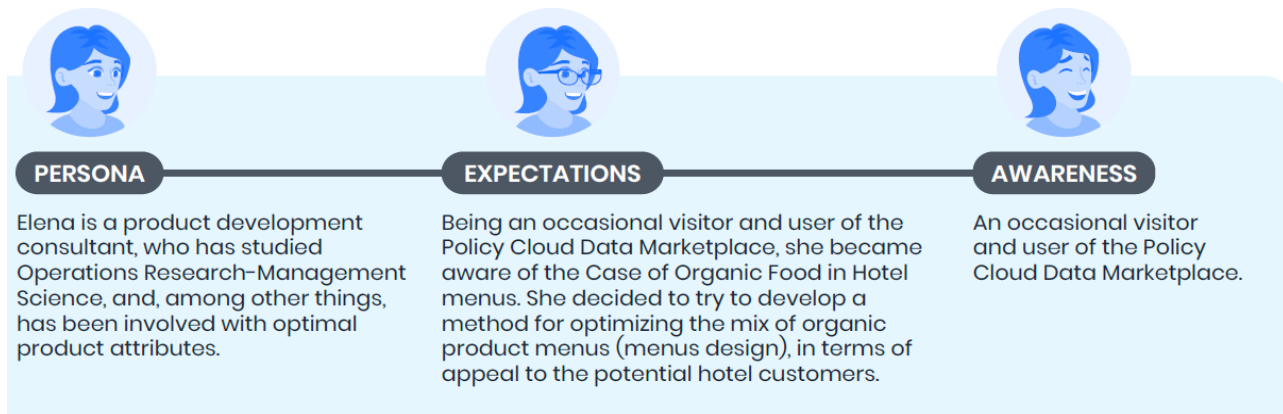 PERSONA
Elena is a product development
consultant, who has studied
Operations Research-Management
Science, and, among other things,
has been involved with optimal
product attributes.
EXPECTATIONS
Being an occasional visitor and user of the
Policy Cloud Data Marketplace, she became
aware of the Case of Organic Food in Hotel
menus. She decided to try to develop a
method for optimizing the mix of organic
product menus (menus design), in terms of
appeal to the potential hotel customers.
AWARENESS
An occasional visitor
and user of the Policy
Cloud Data Marketplace.